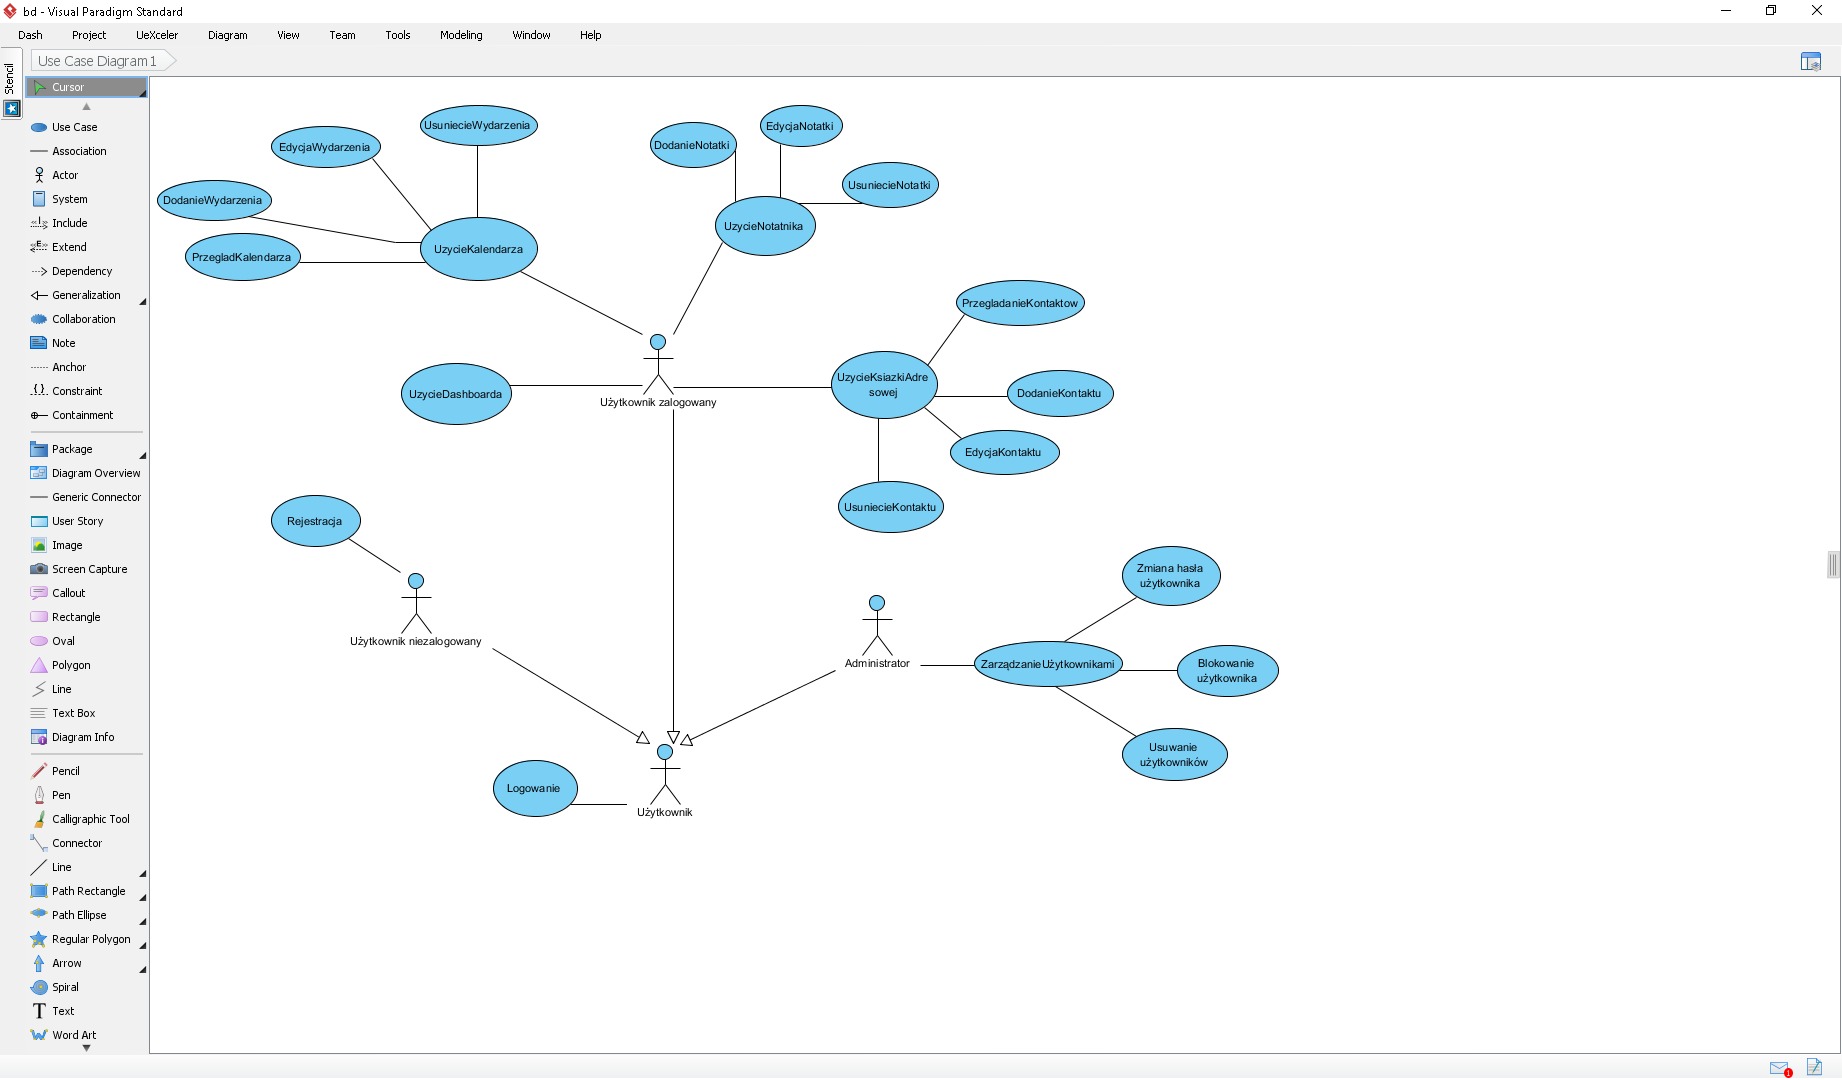 bd - Visual Paradigm Standard
Dash Project UeXceler Diagram View Team Tools Modeling Window Help
Use Case Diagram1
Stencil
Cursor
Use Case
Association
Actor
System
Include
Extend
Dependency
Generalization
Collaboration
Note
Anchor
Constraint
Containment
Package
Diagram Overview
Generic Connector
User Story
Image
Screen Capture
Callout
Rectangle
Oval
Polygon
Line
Text Box
Diagram Info
Pencil
Pen
Calligraphic Tool
Connector
Line
Path Rectangle
Path Ellipse
Regular Polygon
Arrow
Spiral
Text
Word Art
UsuniecieWydarzenia
EdycjaWydarzenia
DodanieWydarzenia
PrzegladKalendarza
UzycieKalendarza
DodanieNotatki
EdycjaNotatki
UsuniecieNotatki
UzycieNotatnika
PrzegladanieKontaktow
UzycieKsiazkiAdre
sowej
DodanieKontaktu
EdycjaKontaktu
UsuniecieKontaktu
UzycieDashboarda
Użytkownik zalogowany
Rejestracja
Użytkownik niezalogowany
Administrator
Zmiana hasła
użytkownika
ZarządzanieUżytkownikami
Blokowanie
użytkownika
Usuwanie
użytkowników
Logowanie
Użytkownik
1